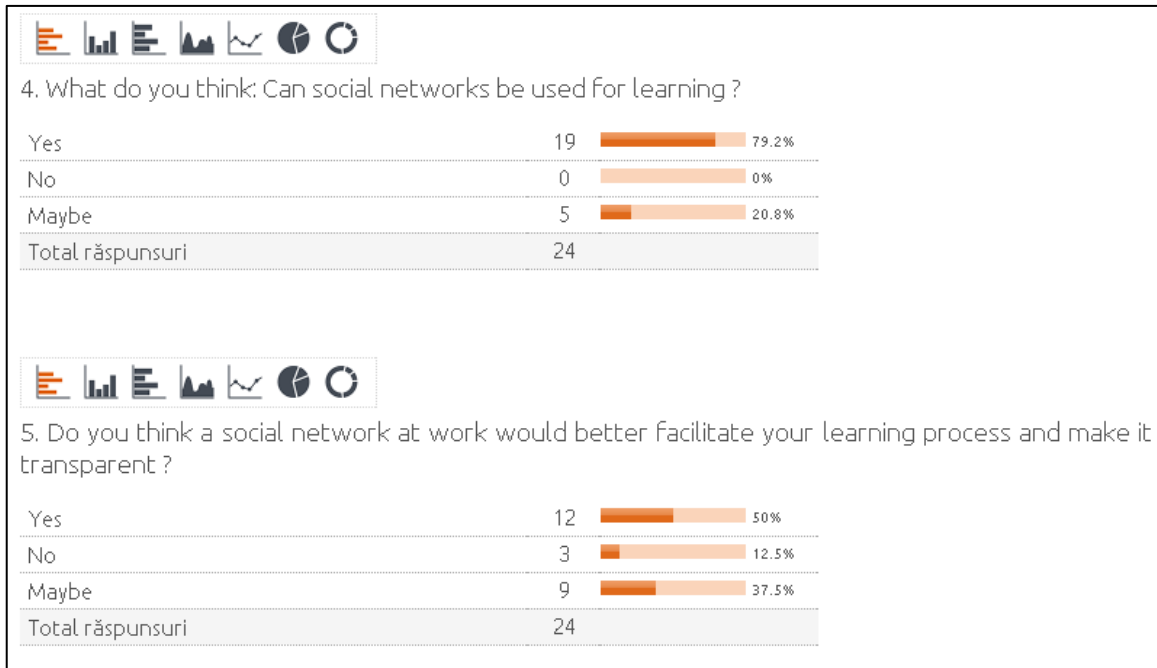 4. What do you think: Can social networks be used for learning ?
Yes 19 79.2%
No 0 0%
Maybe 5 20.8%
Total răspunsuri 24
5. Do you think a social network at work would better facilitate your learning process and make it
transparent ?
Yes 12 50%
No 3 12.5%
Maybe 9 37.5%
Total răspunsuri 24